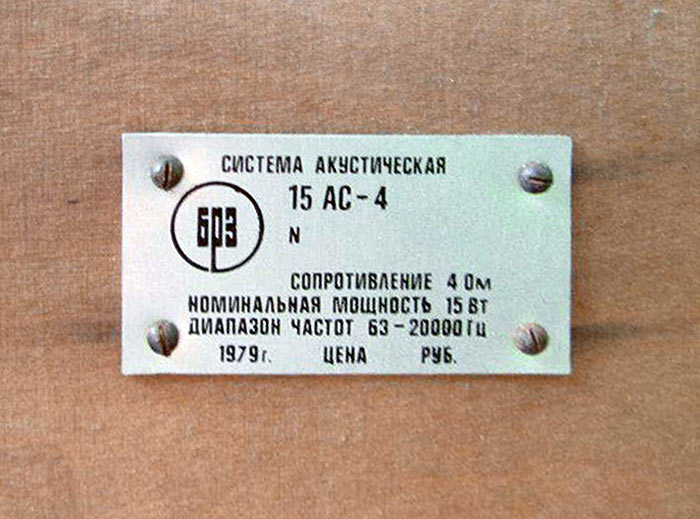 СИСТЕМА АКУСТИЧЕСКАЯ
15 АС-4
БРЗ
N
СОПРОТИВЛЕНИЕ 4 Ом
НОМИНАЛЬНАЯ МОЩНОСТЬ 15 Вт
ДИАПАЗОН ЧАСТОТ 63-20000 Гц
1979 г. ЦЕНА РУБ.